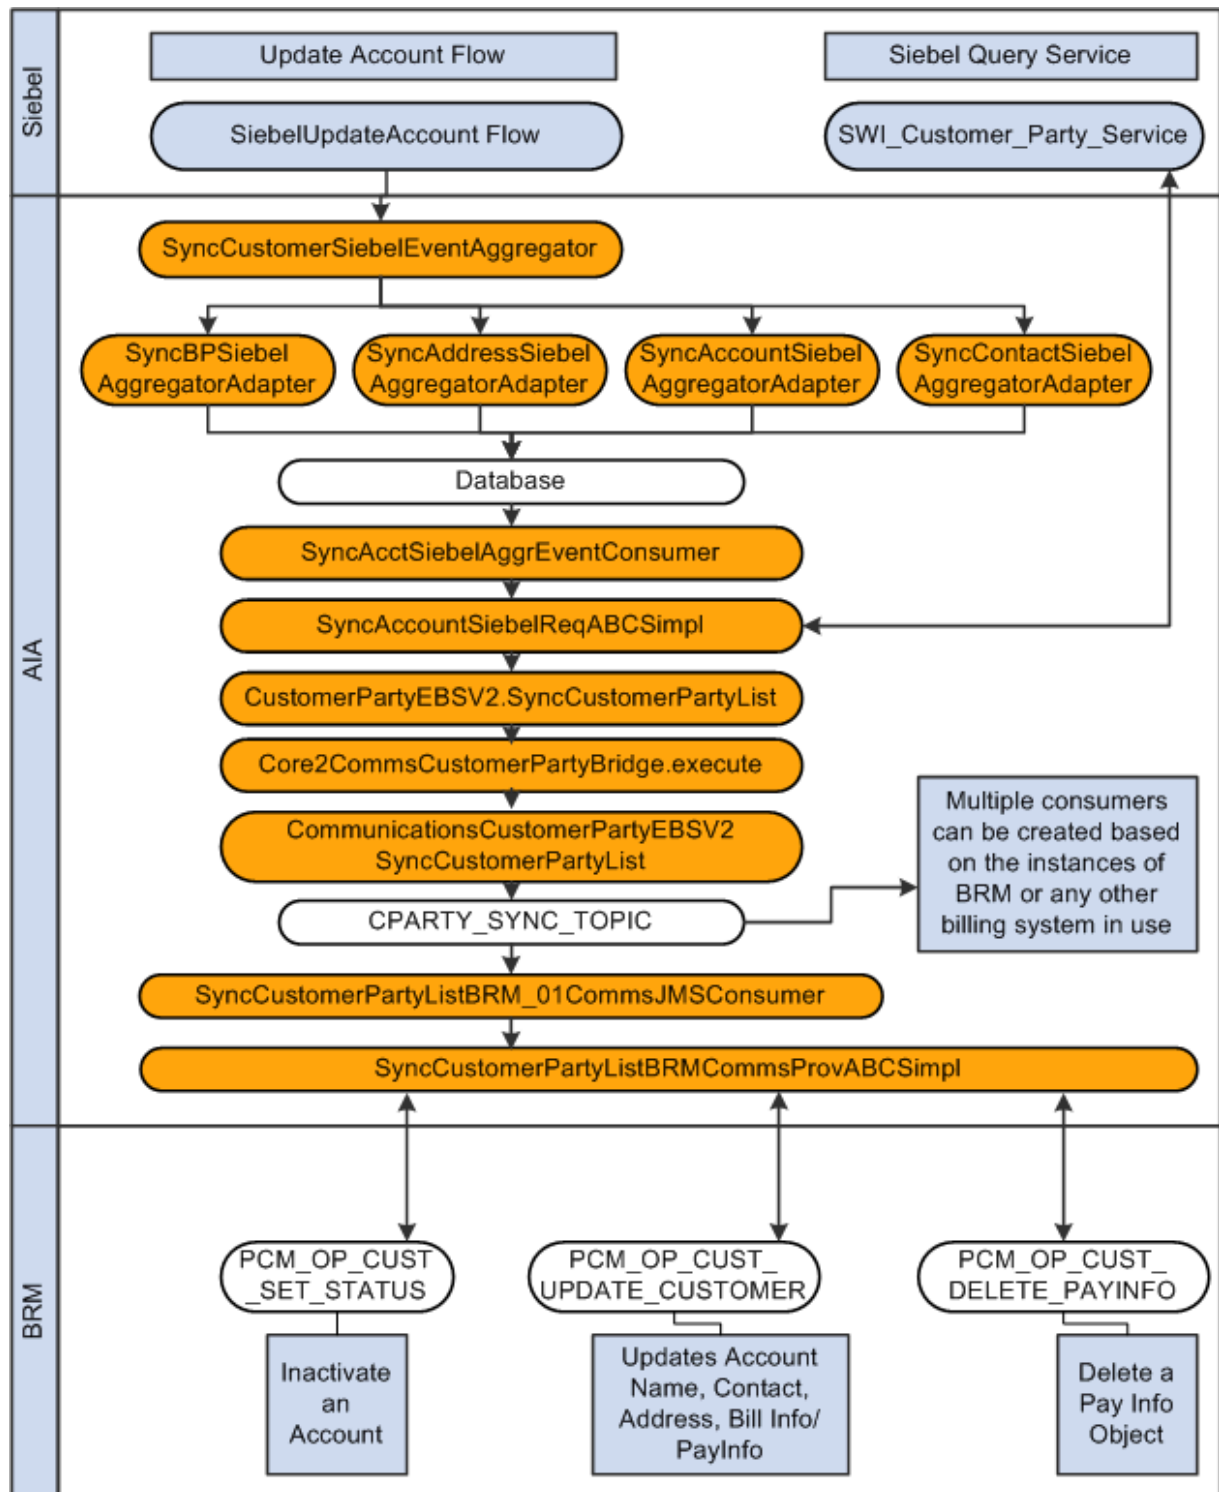 Siebel
Update Account Flow
Siebel Query Service
SiebelUpdateAccount Flow
SWI_Customer_Party_Service
AIA
SyncCustomerSiebelEventAggregator
SyncBPSiebel
AggregatorAdapter
SyncAddressSiebel
AggregatorAdapter
SyncAccountSiebel
AggregatorAdapter
SyncContactSiebel
AggregatorAdapter
Database
SyncAcctSiebelAggrEventConsumer
SyncAccountSiebelReqABCSimpl
CustomerPartyEBSV2.SyncCustomerPartyList
Core2CommsCustomerPartyBridge.execute
CommunicationsCustomerPartyEBSV2
SyncCustomerPartyList
Multiple consumers
can be created based
on the instances of
BRM or any other
billing system in use
CPARTY_SYNC_TOPIC
SyncCustomerPartyListBRM_01CommsJMSConsumer
SyncCustomerPartyListBRMCommsProvABCSimpl
BRM
PCM_OP_CUST
_SET_STATUS
PCM_OP_CUST_
UPDATE_CUSTOMER
PCM_OP_CUST_
DELETE_PAYINFO
Inactivate
an
Account
Updates Account
Name, Contact,
Address, Bill Info/
PayInfo
Delete a
Pay Info
Object